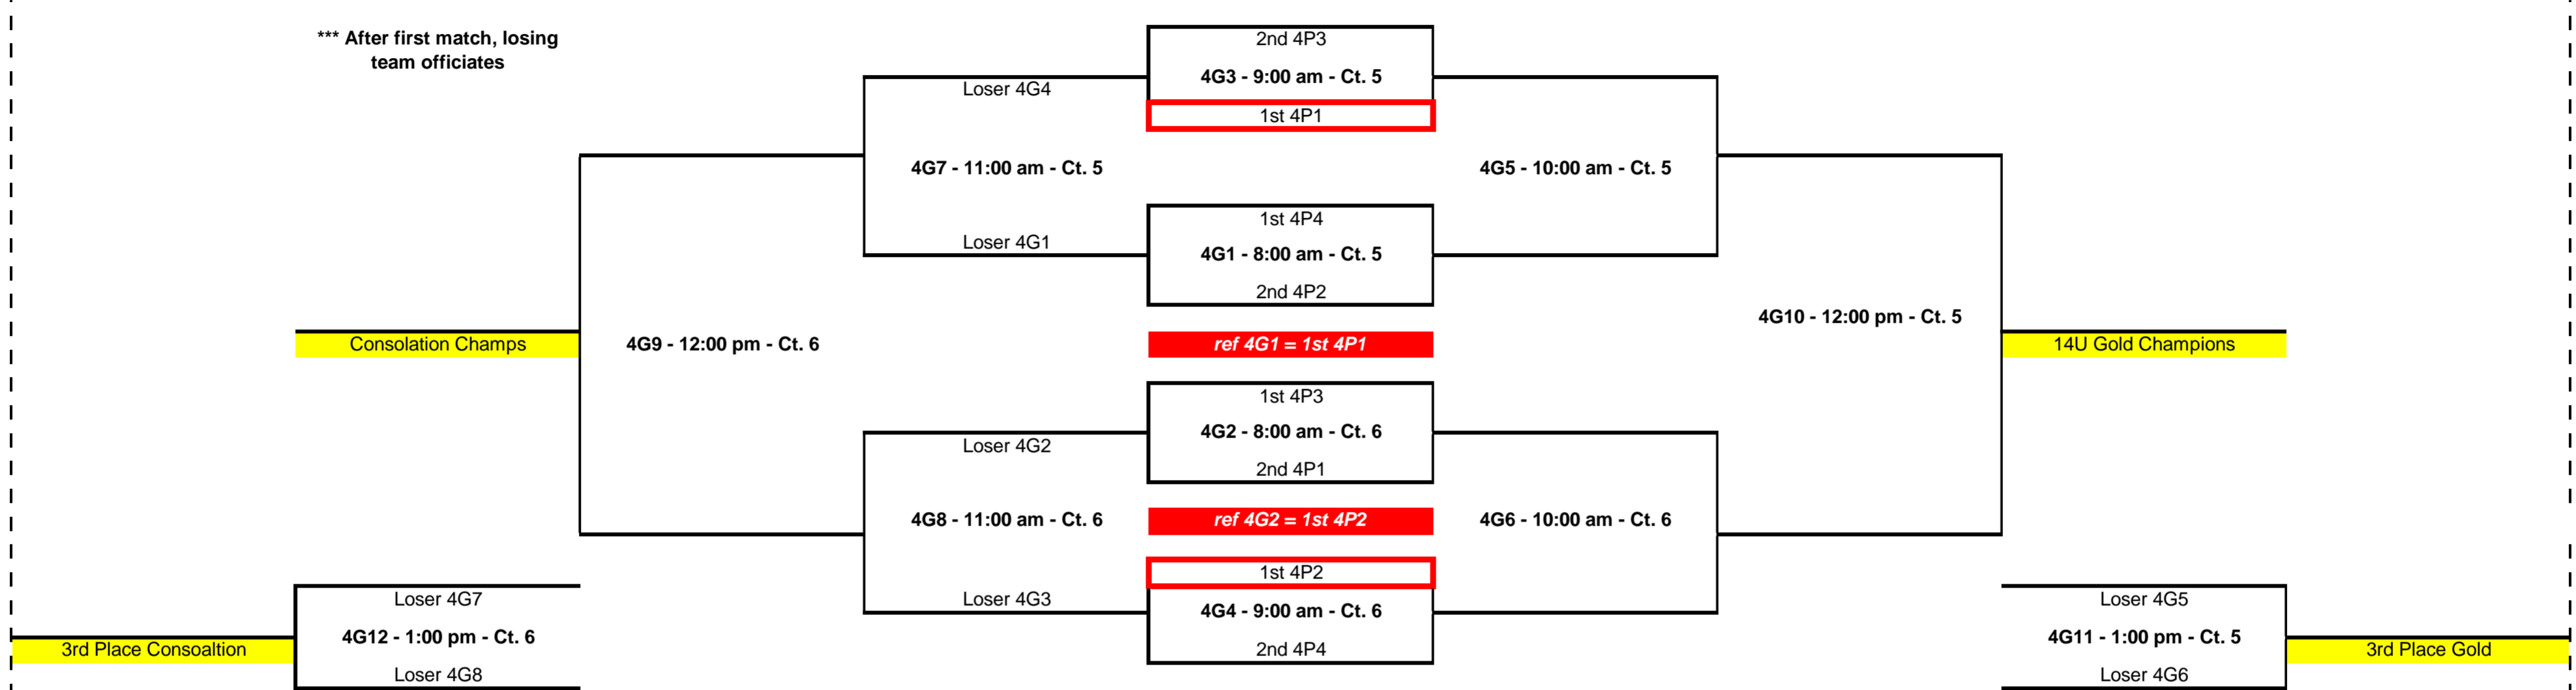 *** After first match, losing
team officiates
2nd 4P3
4G3 - 9:00 am - Ct. 5
Loser 4G4
1st 4P1
4G7 - 11:00 am - Ct. 5
4G5 - 10:00 am - Ct. 5
1st 4P4
Loser 4G1
4G1 - 8:00 am - Ct. 5
2nd 4P2
4G10 - 12:00 pm - Ct. 5
Consolation Champs
4G9 - 12:00 pm - Ct. 6
ref 4G1 = 1st 4P1
14U Gold Champions
1st 4P3
4G2 - 8:00 am - Ct. 6
Loser 4G2
2nd 4P1
4G8 - 11:00 am - Ct. 6
ref 4G2 = 1st 4P2
4G6 - 10:00 am - Ct. 6
1st 4P2
Loser 4G7
Loser 4G3
4G4 - 9:00 am - Ct. 6
Loser 4G5
4G12 - 1:00 pm - Ct. 6
4G11 - 1:00 pm - Ct. 5
3rd Place Consoaltion
2nd 4P4
3rd Place Gold
Loser 4G8
Loser 4G6